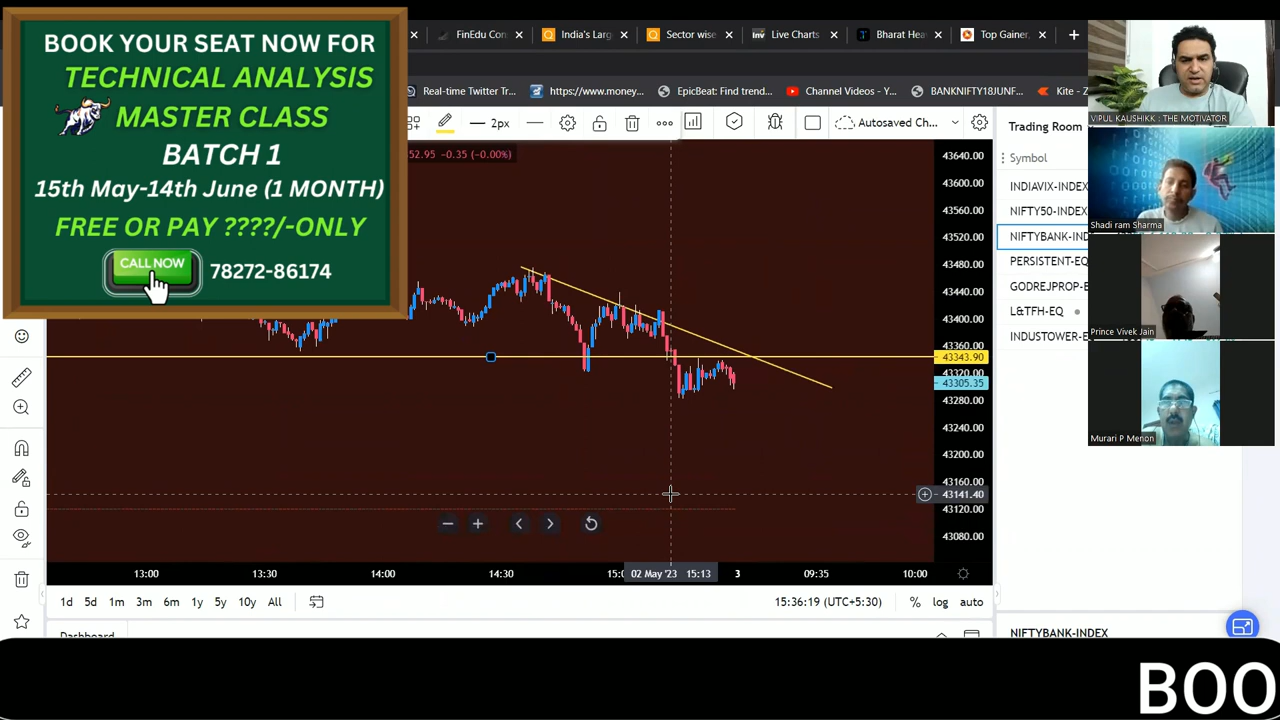 BOOK YOUR SEAT NOW FOR
TECHNICAL ANALYSIS
MASTER CLASS
BATCH 1
15th May-14th June (1 MONTH)
FREE OR PAY ????/-ONLY
CALL NOW
78272-86174
FinEdu Con
India's Larg
Sector wise
Live Charts
Bharat Hea
Top Gainer,
Real-time Twitter Tr...
https://www.money...
EpicBeat: Find trend...
Channel Videos - Y...
BANKNIFTY18JUNF...
Kite - Z
2px
Autosaved Ch...
52.95 -0.35 (-0.00%)
43640.00
43600.00
43560.00
43520.00
43480.00
43440.00
43400.00
43360.00
43343.90
43320.00
43305.35
43280.00
43240.00
43200.00
43160.00
43141.40
43120.00
43080.00
13:00
13:30
14:00
14:30
15:0
02 May '23 15:13
3
09:35
10:00
1d 5d 1m 3m 6m 1y 5y 10y All
15:36:19 (UTC+5:30)
% log auto
Dashboard
Trading Room
Symbol
INDIAVIX-INDEX
NIFTY50-INDEX
NIFTYBANK-IND
PERSISTENT-EQ
GODREJPROP-E
L&TFH-EQ
INDUSTOWER-E
NIFTYBANK-INDEX
VIPUL KAUSHIKK : THE MOTIVATOR
Shadi ram Sharma
Prince Vivek Jain
Murari P Menon
BOO